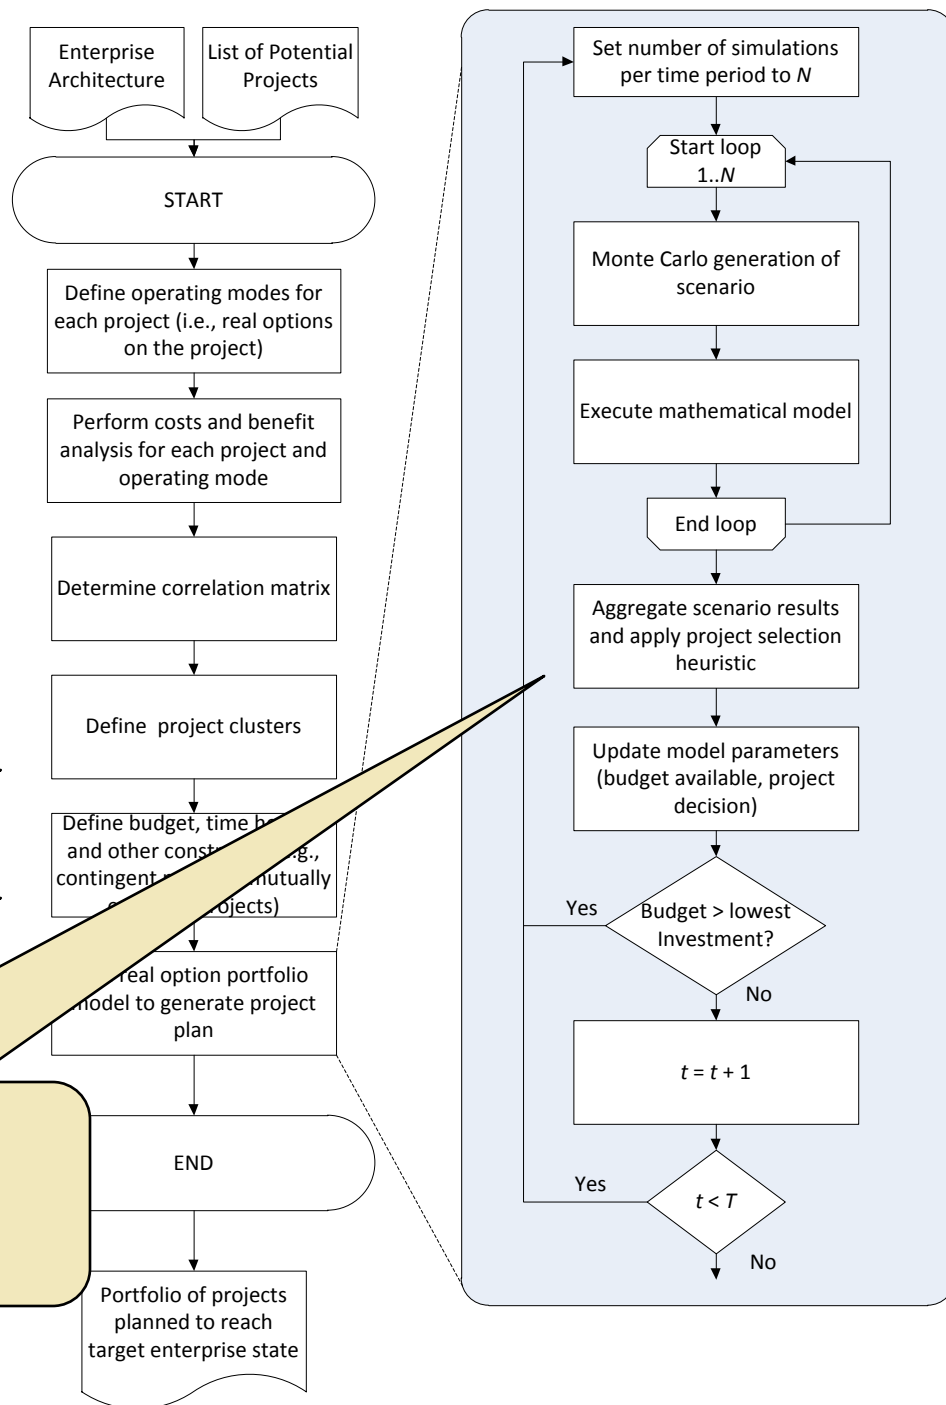 Enterprise
Architecture
List of Potential
Projects
START
Define operating modes for
each project (i.e., real options
on the project)
Perform costs and benefit
analysis for each project and
operating mode
Determine correlation matrix
Define project clusters
Define budget, time
and other .g.,
contingent mutually
rojects)
real option portfolio
model to generate project
plan
END
Portfolio of projects
planned to reach
target enterprise state
Set number of simulations
per time period to N
Start loop
1..N
Monte Carlo generation of
scenario
Execute mathematical model
End loop
Aggregate scenario results
and apply project selection
heuristic
Update model parameters
(budget available, project
decision)
Budget > lowest
Investment?
Yes
No
t = t + 1
t < T
Yes
No